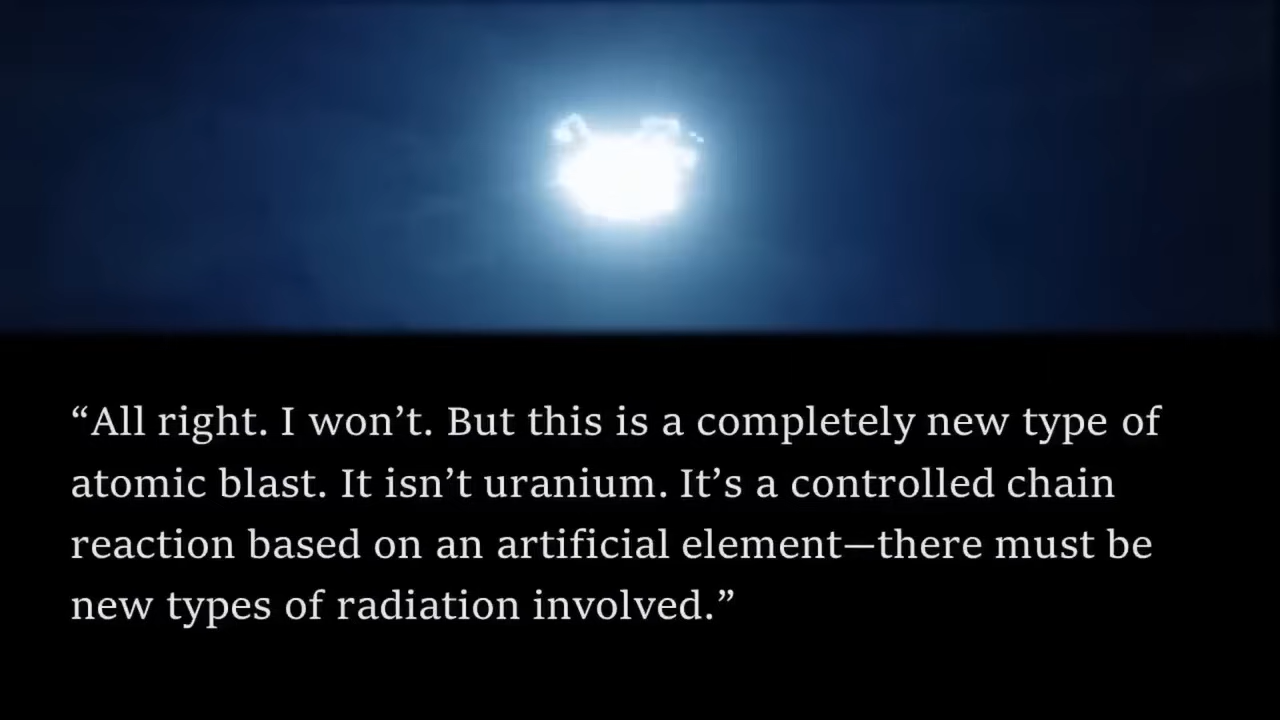 “All right. I won’t. But this is a completely new type of
atomic blast. It isn’t uranium. It’s a controlled chain
reaction based on an artificial element—there must be
new types of radiation involved.”